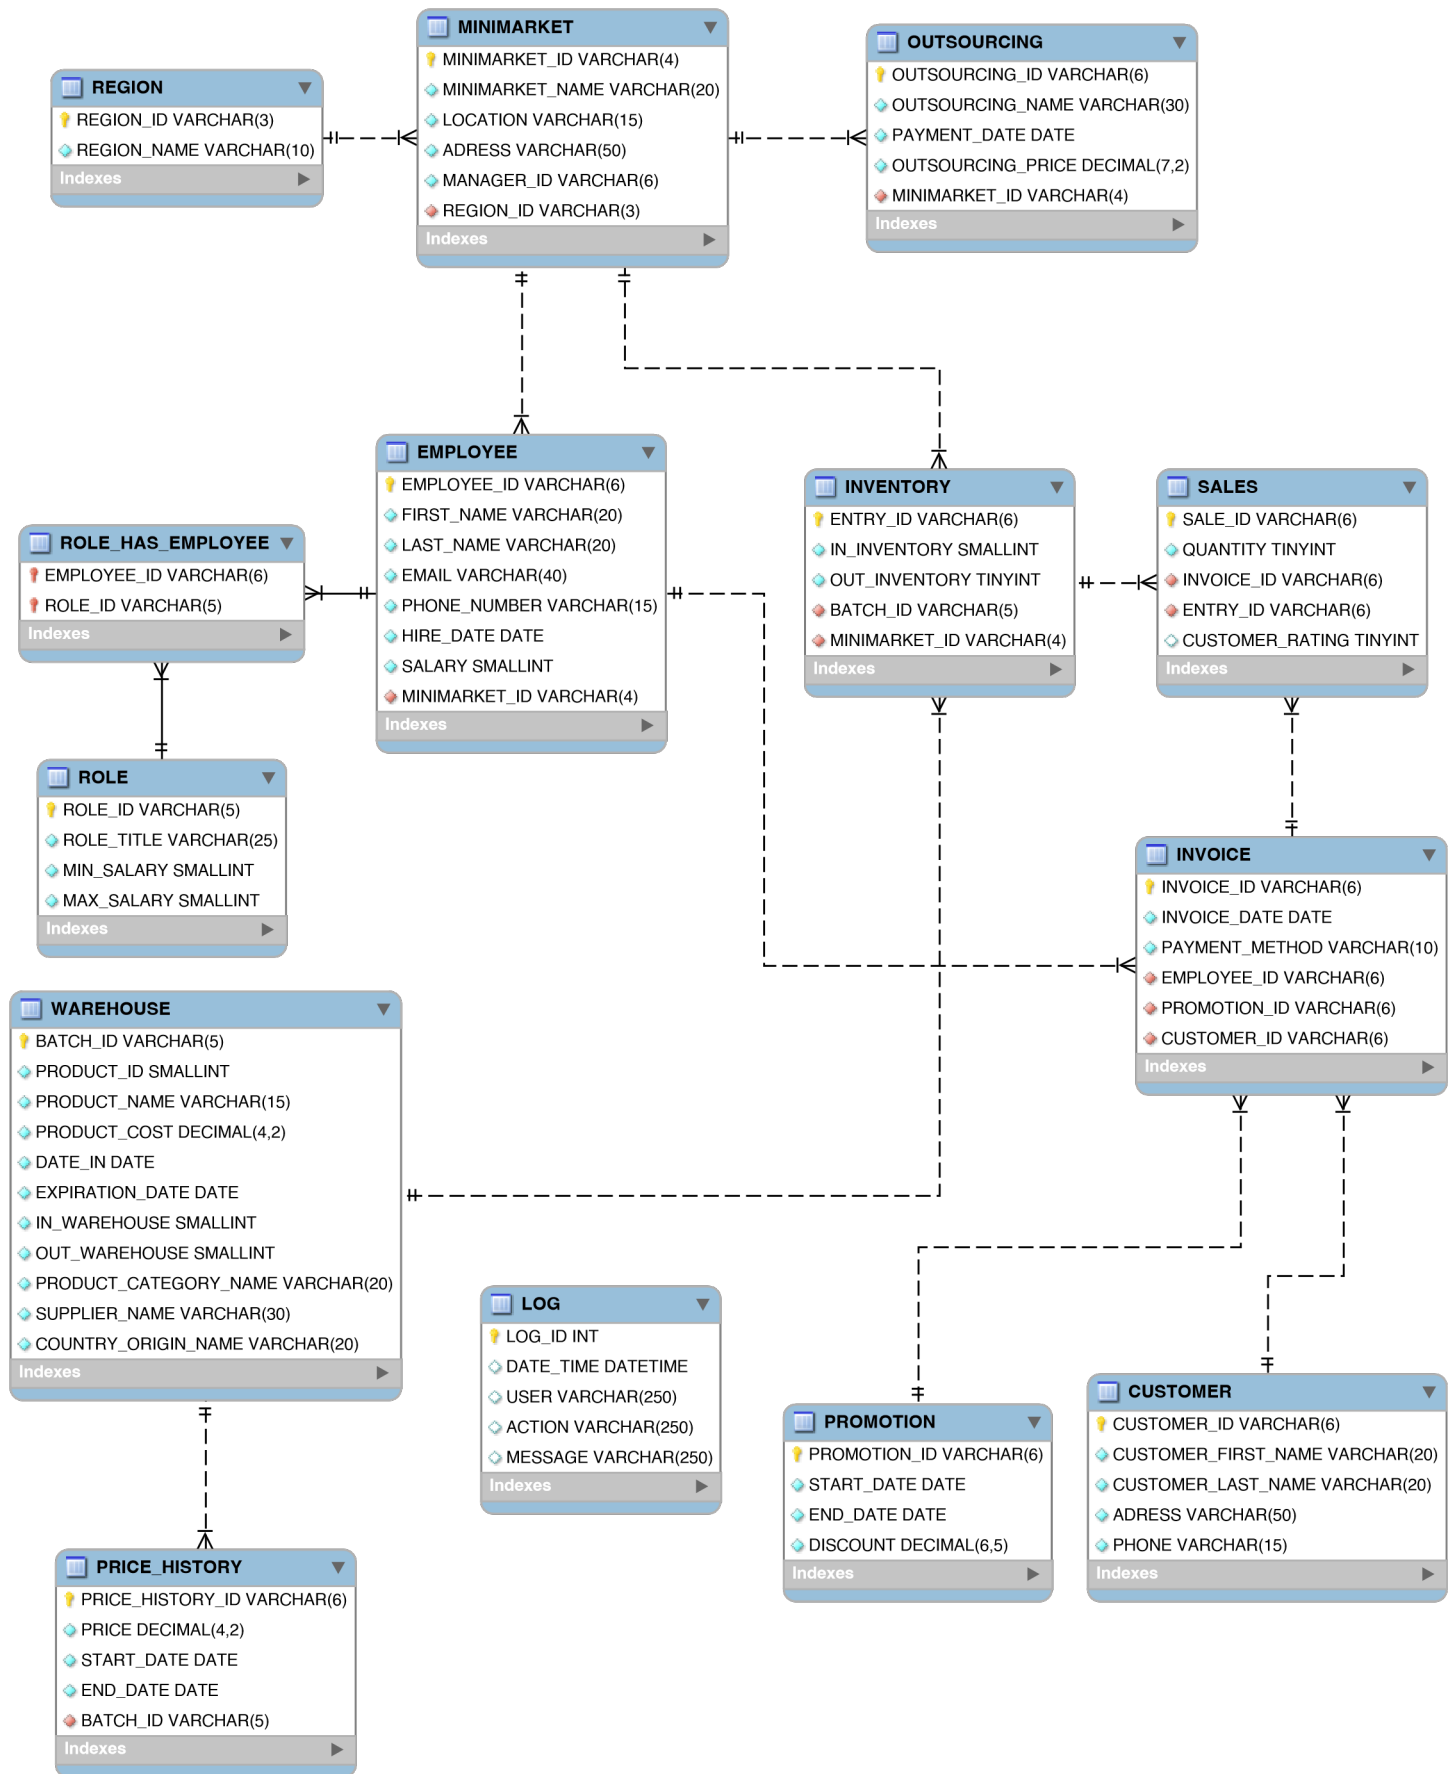 MINIMARKET
MINIMARKET_ID VARCHAR(4)
MINIMARKET_NAME VARCHAR(20)
LOCATION VARCHAR(15)
ADRESS VARCHAR(50)
MANAGER_ID VARCHAR(6)
REGION_ID VARCHAR(3)
Indexes
OUTSOURCING
OUTSOURCING_ID VARCHAR(6)
OUTSOURCING_NAME VARCHAR(30)
PAYMENT_DATE DATE
OUTSOURCING_PRICE DECIMAL(7,2)
MINIMARKET_ID VARCHAR(4)
Indexes
REGION
REGION_ID VARCHAR(3)
REGION_NAME VARCHAR(10)
Indexes
EMPLOYEE
EMPLOYEE_ID VARCHAR(6)
FIRST_NAME VARCHAR(20)
LAST_NAME VARCHAR(20)
EMAIL VARCHAR(40)
PHONE_NUMBER VARCHAR(15)
HIRE_DATE DATE
SALARY SMALLINT
MINIMARKET_ID VARCHAR(4)
Indexes
INVENTORY
ENTRY_ID VARCHAR(6)
IN_INVENTORY SMALLINT
OUT_INVENTORY TINYINT
BATCH_ID VARCHAR(5)
MINIMARKET_ID VARCHAR(4)
Indexes
SALES
SALE_ID VARCHAR(6)
QUANTITY TINYINT
INVOICE_ID VARCHAR(6)
ENTRY_ID VARCHAR(6)
CUSTOMER_RATING TINYINT
Indexes
ROLE_HAS_EMPLOYEE
EMPLOYEE_ID VARCHAR(6)
ROLE_ID VARCHAR(5)
Indexes
ROLE
ROLE_ID VARCHAR(5)
ROLE_TITLE VARCHAR(25)
MIN_SALARY SMALLINT
MAX_SALARY SMALLINT
Indexes
INVOICE
INVOICE_ID VARCHAR(6)
INVOICE_DATE DATE
PAYMENT_METHOD VARCHAR(10)
EMPLOYEE_ID VARCHAR(6)
PROMOTION_ID VARCHAR(6)
CUSTOMER_ID VARCHAR(6)
Indexes
WAREHOUSE
BATCH_ID VARCHAR(5)
PRODUCT_ID SMALLINT
PRODUCT_NAME VARCHAR(15)
PRODUCT_COST DECIMAL(4,2)
DATE_IN DATE
EXPIRATION_DATE DATE
IN_WAREHOUSE SMALLINT
OUT_WAREHOUSE SMALLINT
PRODUCT_CATEGORY_NAME VARCHAR(20)
SUPPLIER_NAME VARCHAR(30)
COUNTRY_ORIGIN_NAME VARCHAR(20)
Indexes
LOG
LOG_ID INT
DATE_TIME DATETIME
USER VARCHAR(250)
ACTION VARCHAR(250)
MESSAGE VARCHAR(250)
Indexes
PROMOTION
PROMOTION_ID VARCHAR(6)
START_DATE DATE
END_DATE DATE
DISCOUNT DECIMAL(6,5)
Indexes
CUSTOMER
CUSTOMER_ID VARCHAR(6)
CUSTOMER_FIRST_NAME VARCHAR(20)
CUSTOMER_LAST_NAME VARCHAR(20)
ADRESS VARCHAR(50)
PHONE VARCHAR(15)
Indexes
PRICE_HISTORY
PRICE_HISTORY_ID VARCHAR(6)
PRICE DECIMAL(4,2)
START_DATE DATE
END_DATE DATE
BATCH_ID VARCHAR(5)
Indexes